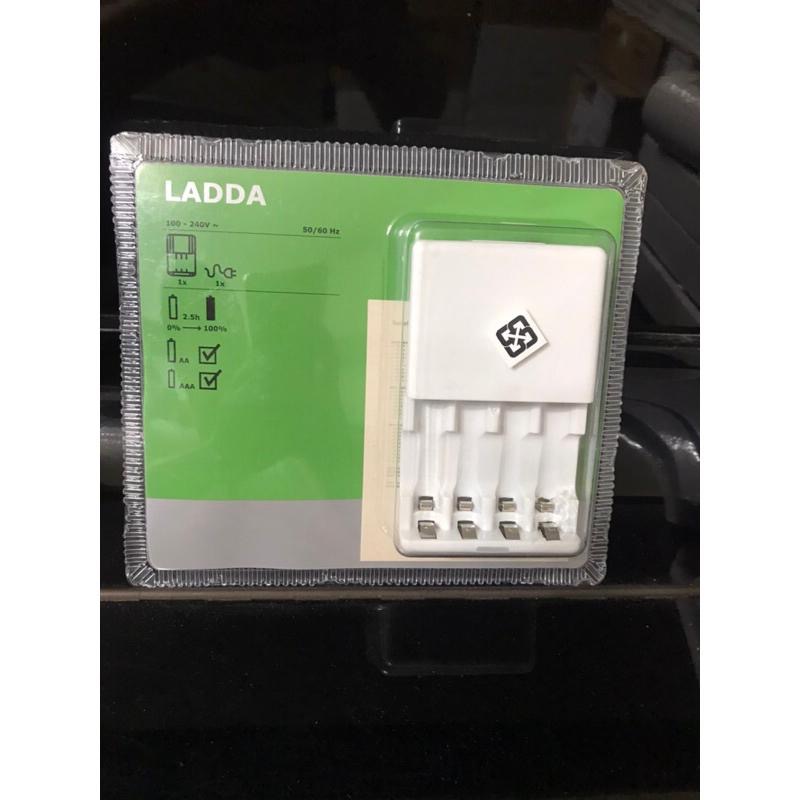 LADDA
100 - 240V ~ 50/60 Hz
1x 1x
2.5h
0% → 100%
AA
AAA